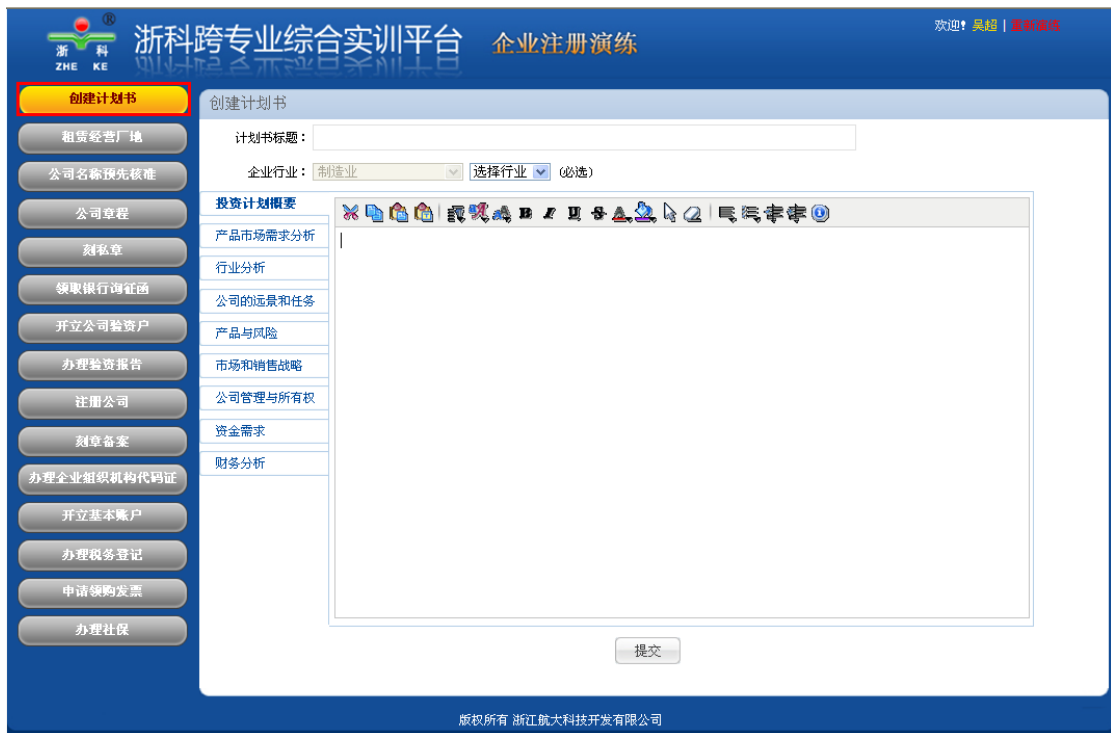 浙 科
ZHE KE
®
浙科跨专业综合实训平台
企业注册演练
欢迎! 吴超 | 重新演练
创建计划书
租赁经营厂地
公司名称预先核准
公司章程
刻私章
领取银行询证函
开立公司验资户
办理验资报告
注册公司
刻章备案
办理企业组织机构代码证
开立基本账户
办理税务登记
申请领购发票
办理社保
创建计划书
计划书标题：
企业行业： 制造业 选择行业 (必选)
投资计划概要
产品市场需求分析
行业分析
公司的远景和任务
产品与风险
市场和销售战略
公司管理与所有权
资金需求
财务分析
B I U S
提交
版权所有 浙江航大科技开发有限公司